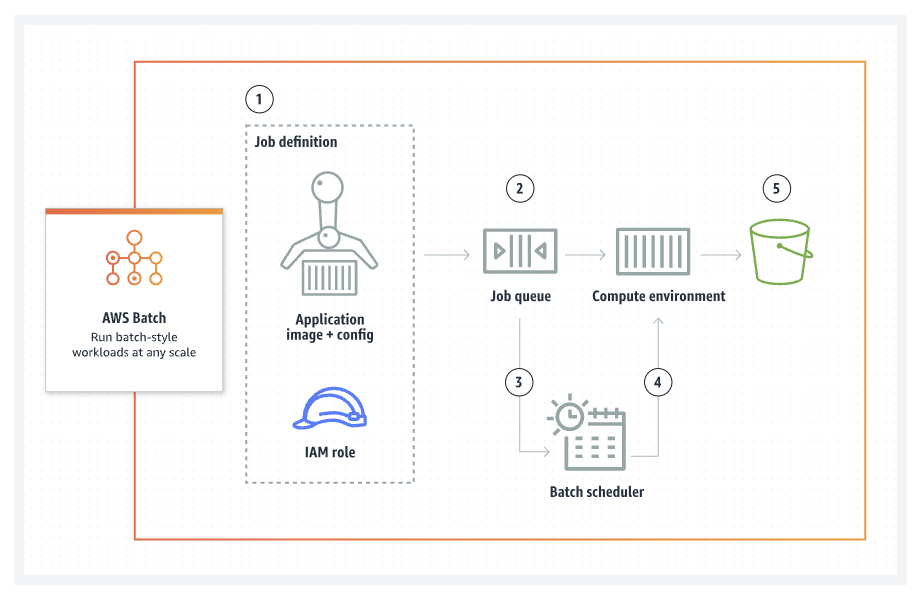 1
Job definition
Application
image + config
IAM role
AWS Batch
Run batch-style
workloads at any scale
2
Job queue
Compute environment
5
3
4
Batch scheduler